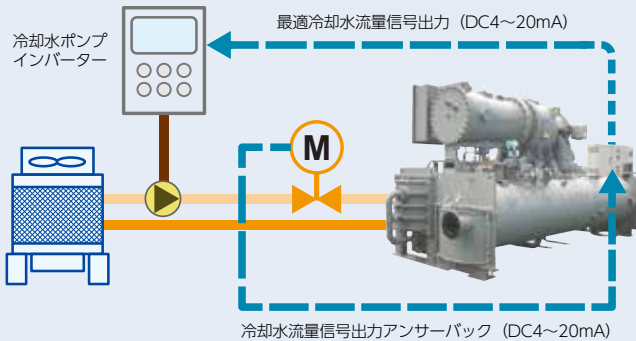 最適冷却水流量信号出力（DC4～20mA）
冷却水ポンプ
インバーター
M
冷却水流量信号出力アンサーバック（DC4～20mA）